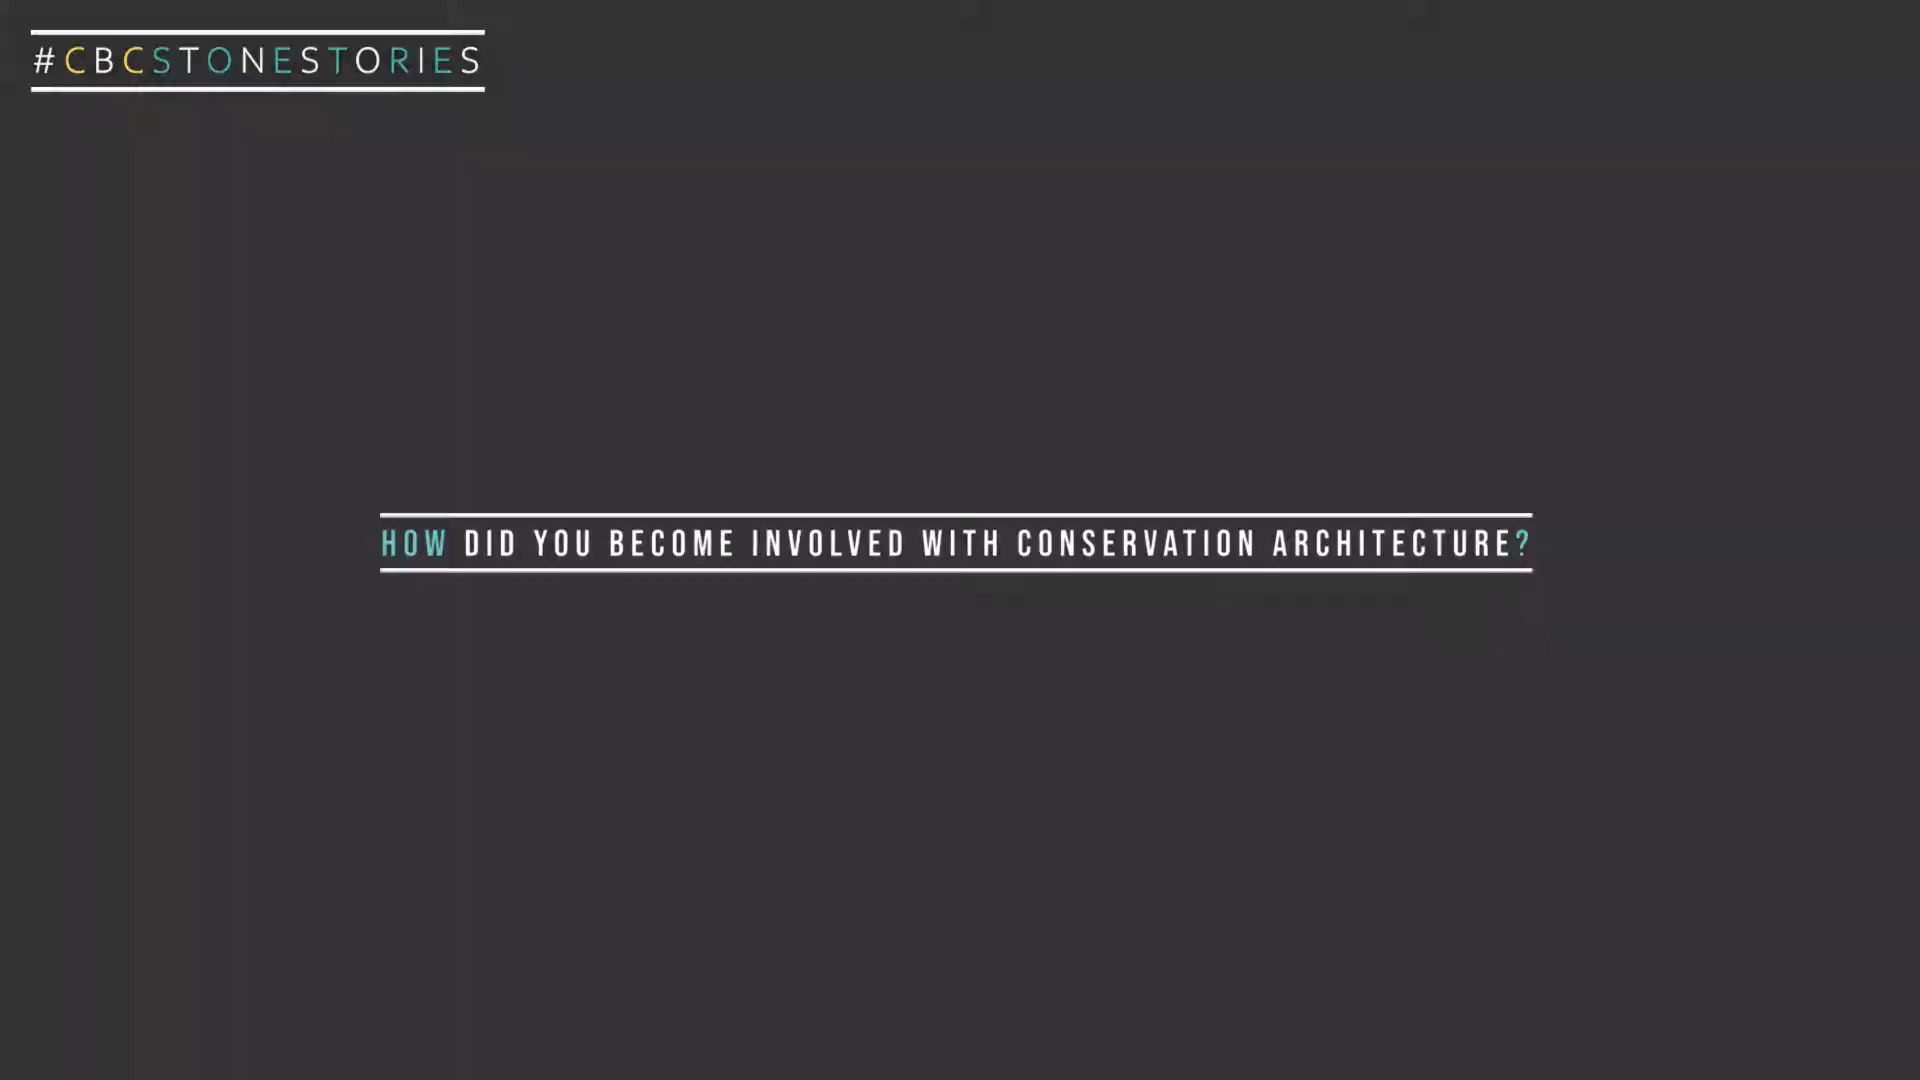 #CBCSTONESTORIES
HOW DID YOU BECOME INVOLVED WITH CONSERVATION ARCHITECTURE?